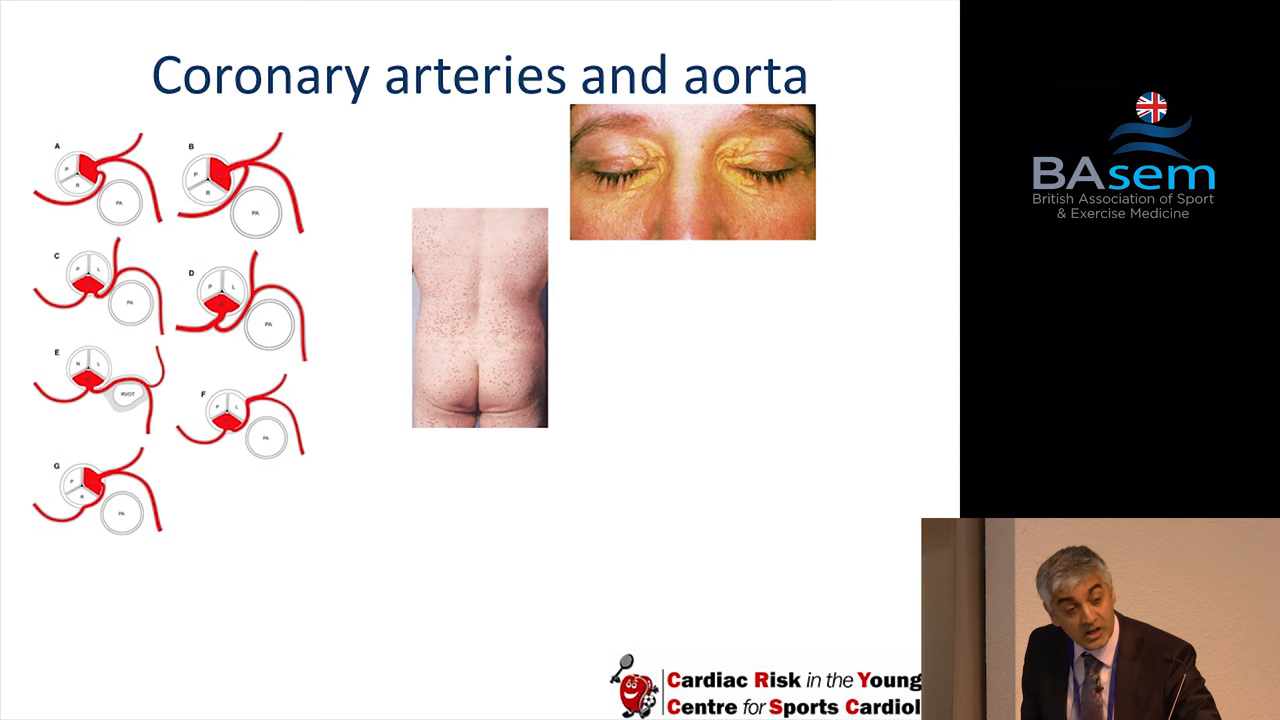 Coronary arteries and aorta
A
P
R
PA
B
P
R
PA
C
P L
PA
D
P L
PA
E
N L
RVOT
F
P L
PA
G
P
R
PA
Cardiac Risk in the Young
Centre for Sports Cardiol
BAsem
British Association of Sport
& Exercise Medicine